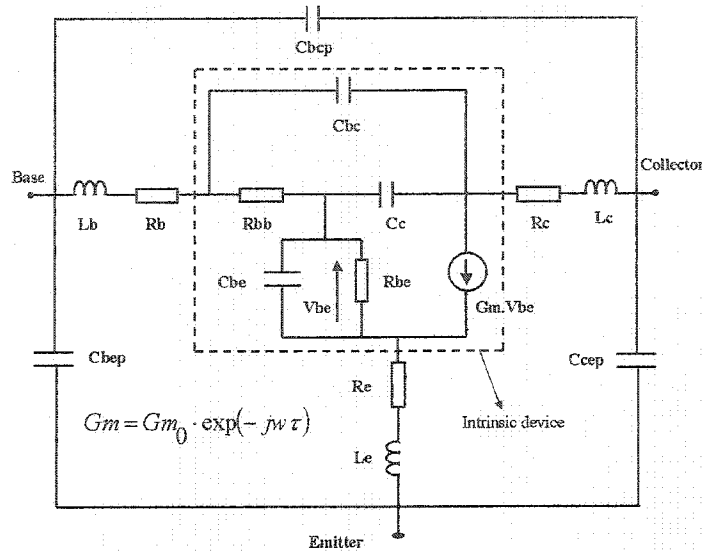 Cbcp
Cbc
Base
Collector
Lb
Rb
Rbb
Cc
Rc
Lc
Cbe
Vbe
Rbe
Gm.Vbe
Cbep
Ccep
Re
Gm = Gm0 · exp(− jw τ)
Intrinsic device
Le
Emitter